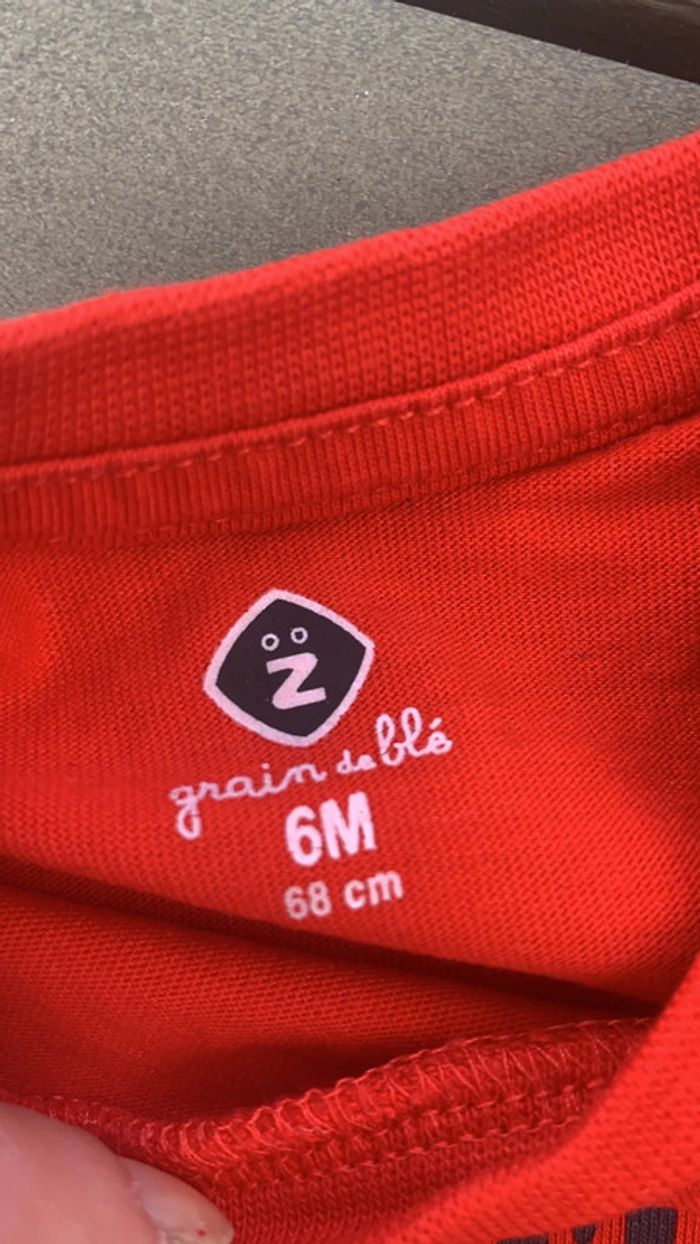 Z
grain de blé
6M
68 cm